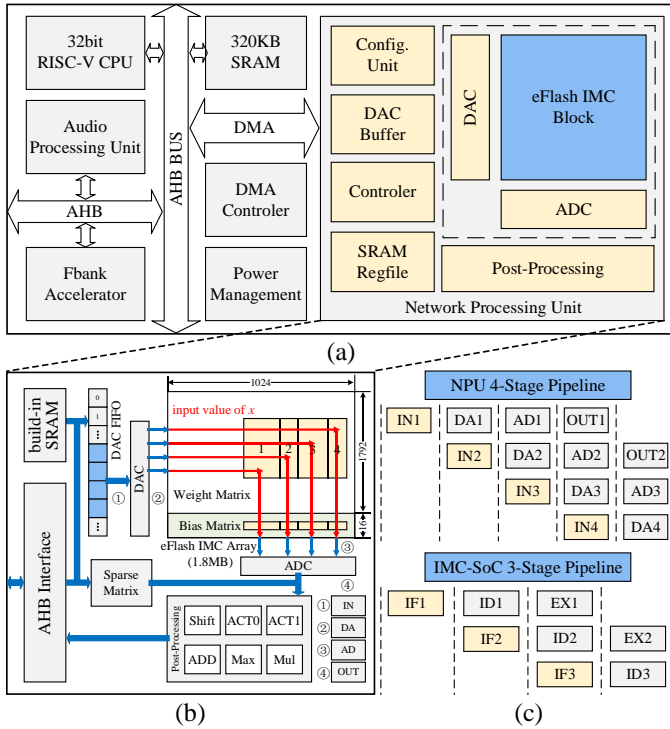 32bit
RISC-V CPU
320KB
SRAM
Audio
Processing Unit
AHB BUS
DMA
AHB
DMA
Controler
Fbank
Accelerator
Power
Management
Config.
Unit
DAC
Buffer
Controler
SRAM
Regfile
DAC
eFlash IMC
Block
ADC
Post-Processing
Network Processing Unit
(a)
build-in
SRAM
0
1
...
...
DAC FIFO
①
DAC
②
1024
input value of x
1
2
3
4
1792
Weight Matrix
Bias Matrix
16
eFlash IMC Array
(1.8MB)
③
ADC
④
AHB Interface
Sparse
Matrix
Post-Processing
Shift
ACT0
ACT1
ADD
Max
Mul
① IN
② DA
③ AD
④ OUT
(b)
NPU 4-Stage Pipeline
IN1 DA1 AD1 OUT1
IN2 DA2 AD2 OUT2
IN3 DA3 AD3
IN4 DA4
IMC-SoC 3-Stage Pipeline
IF1 ID1 EX1
IF2 ID2 EX2
IF3 ID3
(c)